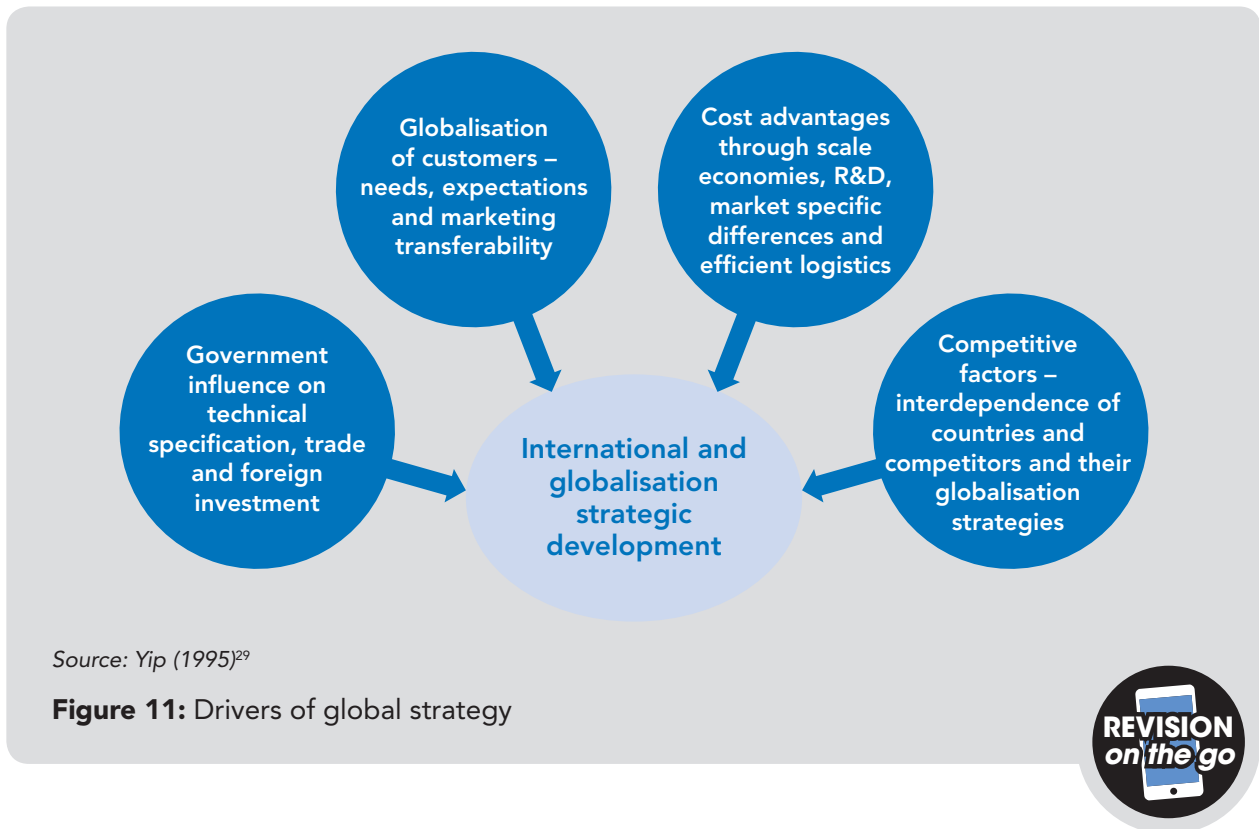 Globalisation
of customers –
needs, expectations
and marketing
transferability
Cost advantages
through scale
economies, R&D,
market specific
differences and
efficient logistics
Government
influence on
technical
specification, trade
and foreign
investment
Competitive
factors –
interdependence of
countries and
competitors and their
globalisation
strategies
International and
globalisation
strategic
development
Source: Yip (1995)29
Figure 11: Drivers of global strategy
REVISION
on the go